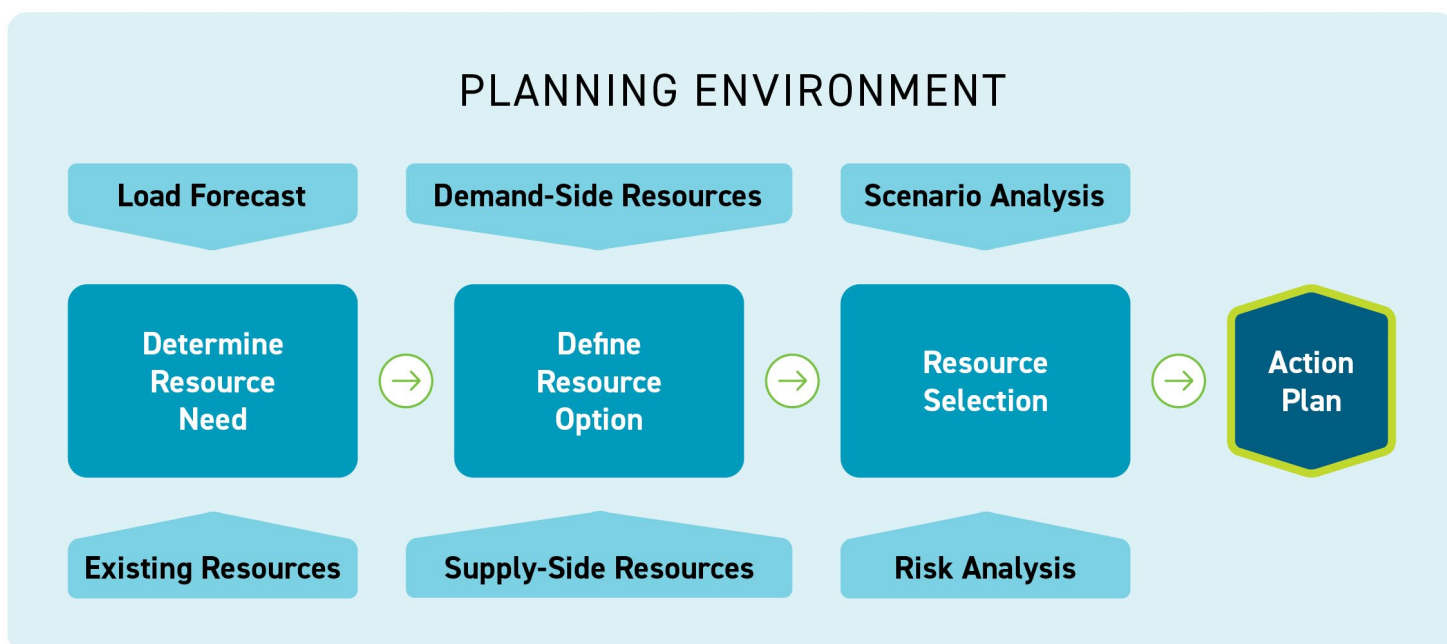 PLANNING ENVIRONMENT
Load Forecast
Demand-Side Resources
Scenario Analysis
Determine
Resource
Need
Define
Resource
Option
Resource
Selection
Action
Plan
Existing Resources
Supply-Side Resources
Risk Analysis